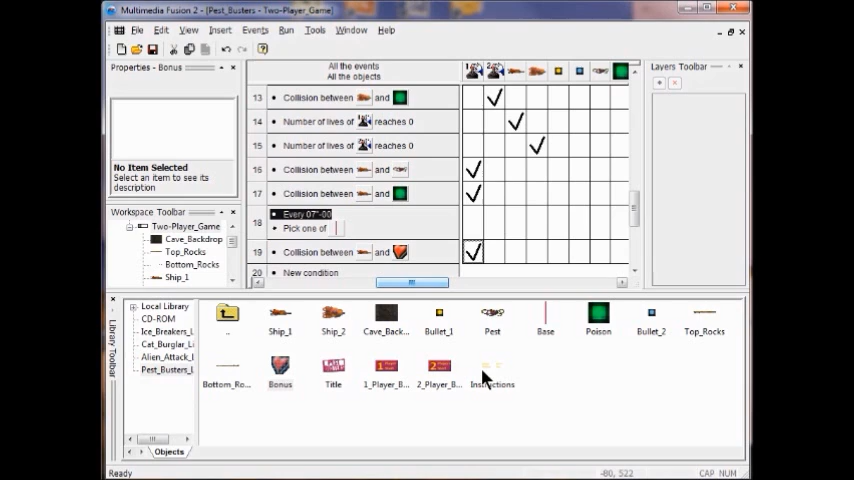 Multimedia Fusion 2 - [Pest_Busters - Two-Player_Game]
File Edit View Insert Events Run Tools Window Help
Properties - Bonus
All the events
All the objects
Layers Toolbar
13 Collision between and
14 Number of lives of reaches 0
15 Number of lives of reaches 0
16 Collision between and
17 Collision between and
18 Every 07"-00
Pick one of
19 Collision between and
20 New condition
No Item Selected
Select an item to see its
description
Workspace Toolbar
Two-Player_Game
Cave_Backdrop
Top_Rocks
Bottom_Rocks
Ship_1
Library Toolbar
Local Library
CD-ROM
Ice_Breakers_L
Cat_Burglar_L
Alien_Attack_L
Pest_Busters_L
..
Ship_1
Ship_2
Cave_Back...
Bullet_1
Pest
Base
Poison
Bullet_2
Top_Rocks
Bottom_Ro...
Bonus
Title
1_Player_B...
2_Player_B...
Instructions
Objects
Ready
-80, 522
CAP NUM